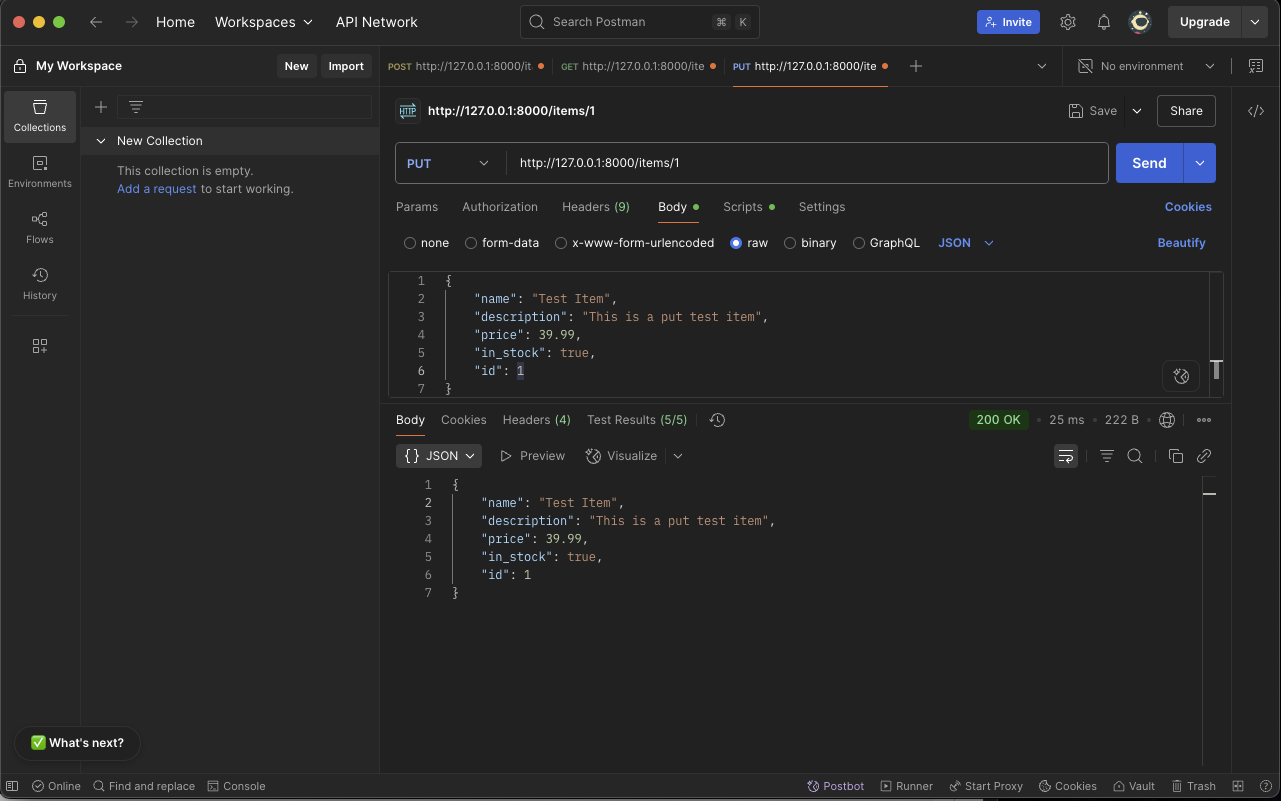 Home Workspaces API Network Search Postman ⌘ K Invite Upgrade
My Workspace New Import POST http://127.0.0.1:8000/it GET http://127.0.0.1:8000/ite PUT http://127.0.0.1:8000/ite No environment
Collections
Environments
Flows
History
New Collection
This collection is empty.
Add a request to start working.
HTTP http://127.0.0.1:8000/items/1 Save Share
PUT http://127.0.0.1:8000/items/1 Send
Params Authorization Headers (9) Body Scripts Settings Cookies
none form-data x-www-form-urlencoded raw binary GraphQL JSON Beautify
1 {
2 "name": "Test Item",
3 "description": "This is a put test item",
4 "price": 39.99,
5 "in_stock": true,
6 "id": 1
7 }
Body Cookies Headers (4) Test Results (5/5) 200 OK 25 ms 222 B
{} JSON Preview Visualize
1 {
2 "name": "Test Item",
3 "description": "This is a put test item",
4 "price": 39.99,
5 "in_stock": true,
6 "id": 1
7 }
✅ What's next?
Online Find and replace Console Postbot Runner Start Proxy Cookies Vault Trash